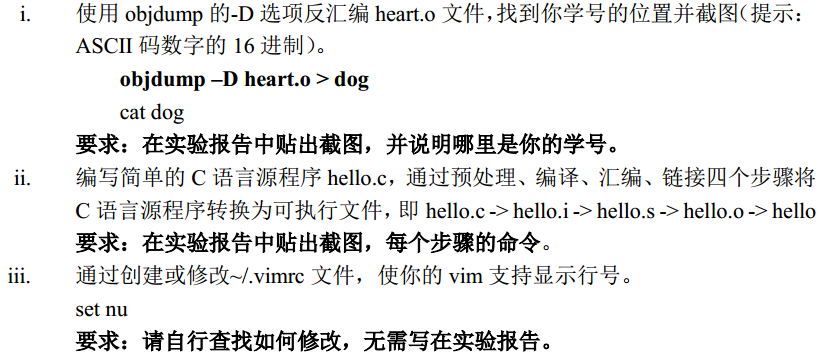 i. 使用 objdump 的-D 选项反汇编 heart.o 文件，找到你学号的位置并截图（提示：
ASCII 码数字的 16 进制）。
objdump –D heart.o > dog
cat dog
要求：在实验报告中贴出截图，并说明哪里是你的学号。
ii. 编写简单的 C 语言源程序 hello.c，通过预处理、编译、汇编、链接四个步骤将
C 语言源程序转换为可执行文件，即 hello.c -> hello.i -> hello.s -> hello.o -> hello
要求：在实验报告中贴出截图，每个步骤的命令。
iii. 通过创建或修改~/.vimrc 文件，使你的 vim 支持显示行号。
set nu
要求：请自行查找如何修改，无需写在实验报告。